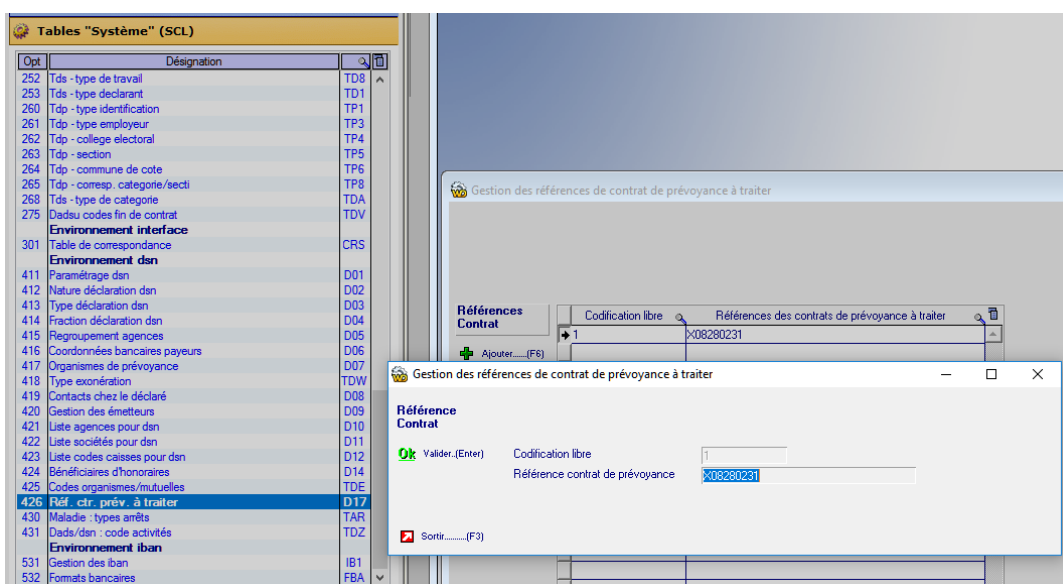 Tables "Système" (SCL)
Opt Désignation
252 Tds - type de travail TD8
253 Tds - type declarant TD1
260 Tdp - type identification TP1
261 Tdp - type employeur TP3
262 Tdp - college electoral TP4
263 Tdp - section TP5
264 Tdp - commune de cote TP6
265 Tdp - corresp. categorie/secti TP8
268 Tds - type de categorie TDA
275 Dadsu codes fin de contrat TDV
Environnement interface
301 Table de correspondance CRS
Environnement dsn
411 Paramétrage dsn D01
412 Nature déclaration dsn D02
413 Type déclaration dsn D03
414 Fraction déclaration dsn D04
415 Regroupement agences D05
416 Coordonnées bancaires payeurs D06
417 Organismes de prévoyance D07
418 Type exonération TDW
419 Contacts chez le déclaré D08
420 Gestion des émetteurs D09
421 Liste agences pour dsn D10
422 Liste sociétés pour dsn D11
423 Liste codes caisses pour dsn D12
424 Bénéficiaires d'honoraires D14
425 Codes organismes/mutuelles TDE
426 Réf. ctr. prév. à traiter D17
430 Maladie : types arrêts TAR
431 Dads/dsn : code activités TDZ
Environnement iban
531 Gestion des iban IB1
532 Formats bancaires FBA
Gestion des références de contrat de prévoyance à traiter
Références
Contrat
Codification libre Références des contrats de prévoyance à traiter
1 X08280231
Ajouter......(F6)
Gestion des références de contrat de prévoyance à traiter
Référence
Contrat
Ok Valider..(Enter)
Codification libre 1
Référence contrat de prévoyance X08280231
Sortir..........(F3)